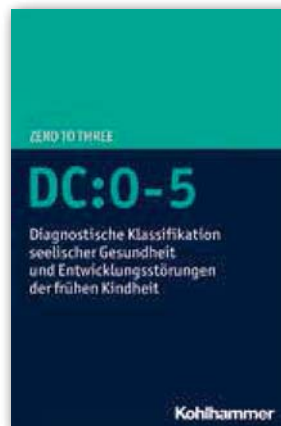 ZERO TO THREE
DC:0-5
Diagnostische Klassifikation
seelischer Gesundheit
und Entwicklungsstörungen
der frühen Kindheit
Kohlhammer